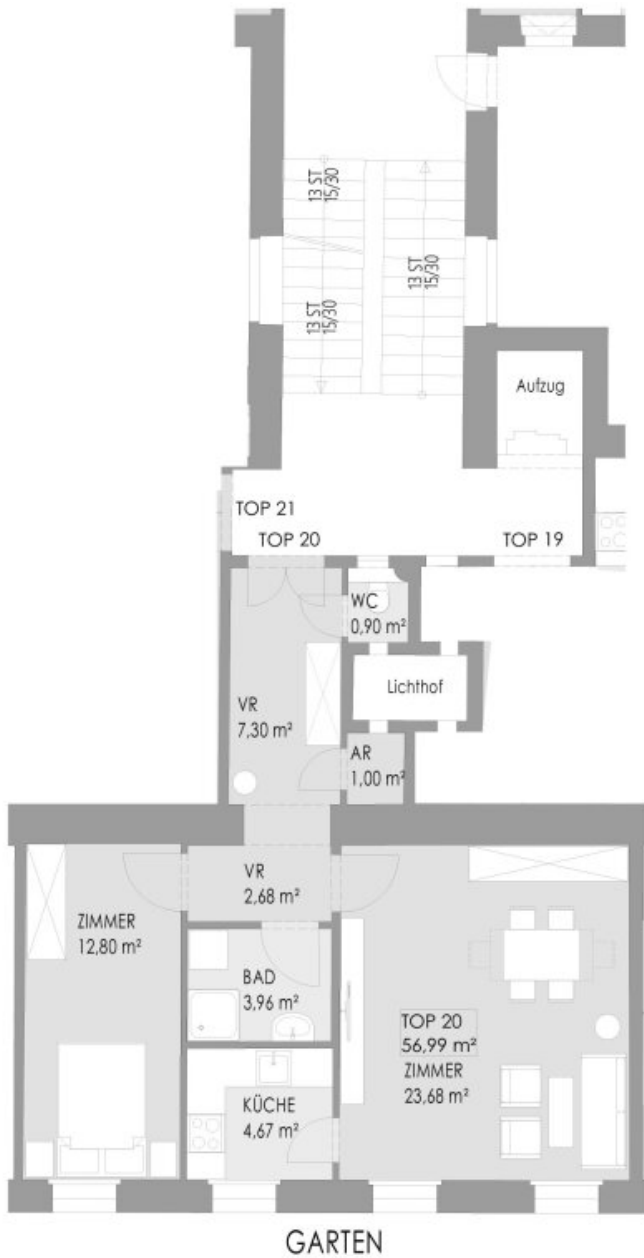 13 ST
15/30
13 ST
15/30
13 ST
15/30
Aufzug
TOP 21
TOP 20
TOP 19
WC
0,90 m²
Lichthof
VR
7,30 m²
AR
1,00 m²
VR
2,68 m²
ZIMMER
12,80 m²
BAD
3,96 m²
TOP 20
56,99 m²
ZIMMER
23,68 m²
KÜCHE
4,67 m²
GARTEN